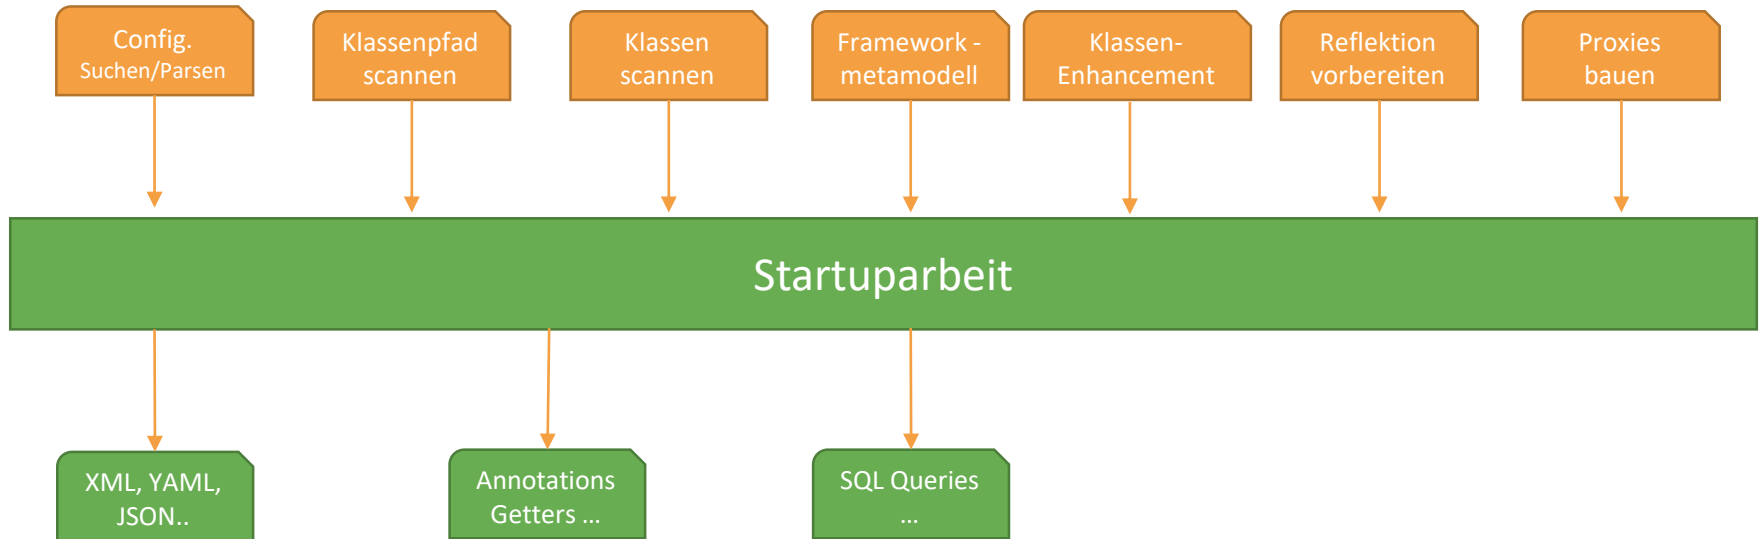 Config.
Suchen/Parsen
Klassenpfad
scannen
Klassen
scannen
Framework -
metamodell
Klassen-
Enhancement
Reflektion
vorbereiten
Proxies
bauen
Startuparbeit
XML, YAML,
JSON..
Annotations
Getters ...
SQL Queries
...